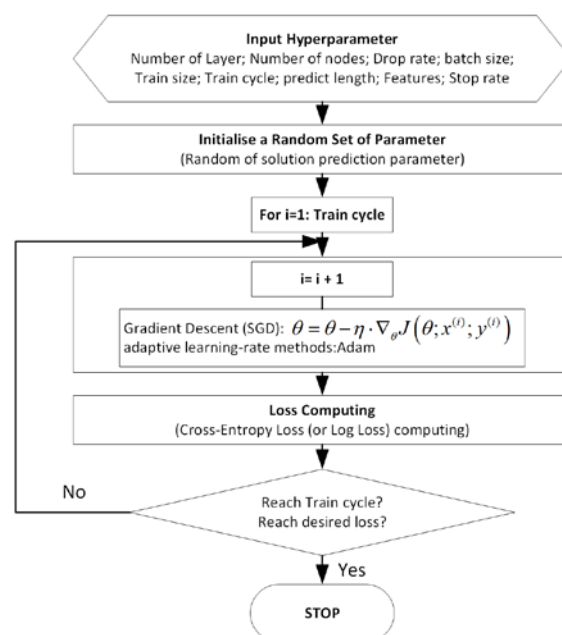 Input Hyperparameter
Number of Layer; Number of nodes; Drop rate; batch size;
Train size; Train cycle; predict length; Features; Stop rate
Initialise a Random Set of Parameter
(Random of solution prediction parameter)
For i=1: Train cycle
i= i + 1
Gradient Descent (SGD): θ = θ − η · ∇θ J(θ; x⁽ⁱ⁾; y⁽ⁱ⁾)
adaptive learning-rate methods:Adam
Loss Computing
(Cross-Entropy Loss (or Log Loss) computing)
No
Reach Train cycle?
Reach desired loss?
Yes
STOP